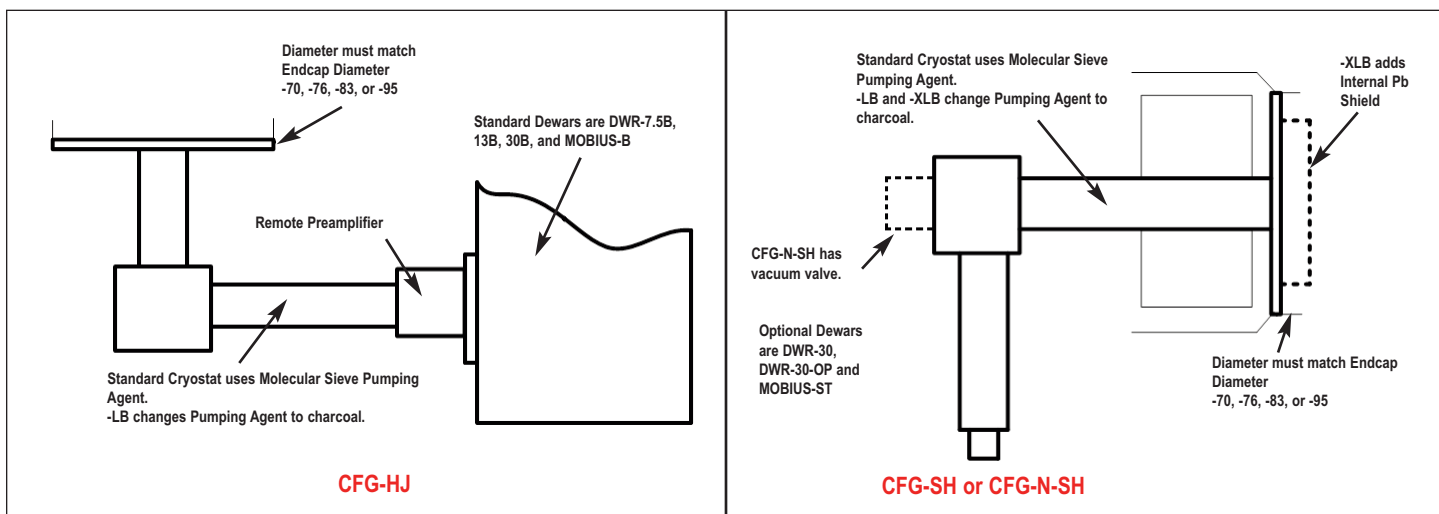 Diameter must match
Endcap Diameter
-70, -76, -83, or -95
Standard Dewars are DWR-7.5B,
13B, 30B, and MOBIUS-B
Remote Preamplifier
Standard Cryostat uses Molecular Sieve Pumping
Agent.
-LB changes Pumping Agent to charcoal.
CFG-HJ
Standard Cryostat uses Molecular Sieve
Pumping Agent.
-LB and -XLB change Pumping Agent to
charcoal.
-XLB adds
Internal Pb
Shield
CFG-N-SH has
vacuum valve.
Optional Dewars
are DWR-30,
DWR-30-OP and
MOBIUS-ST
Diameter must match Endcap
Diameter
-70, -76, -83, or -95
CFG-SH or CFG-N-SH